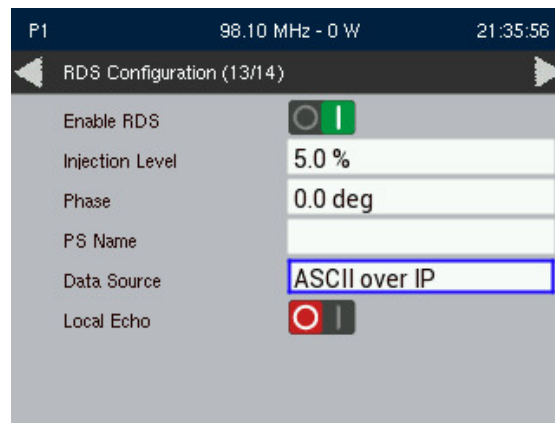 P1 98.10 MHz - 0 W 21:35:56
RDS Configuration (13/14)
Enable RDS
Injection Level 5.0 %
Phase 0.0 deg
PS Name
Data Source ASCII over IP
Local Echo